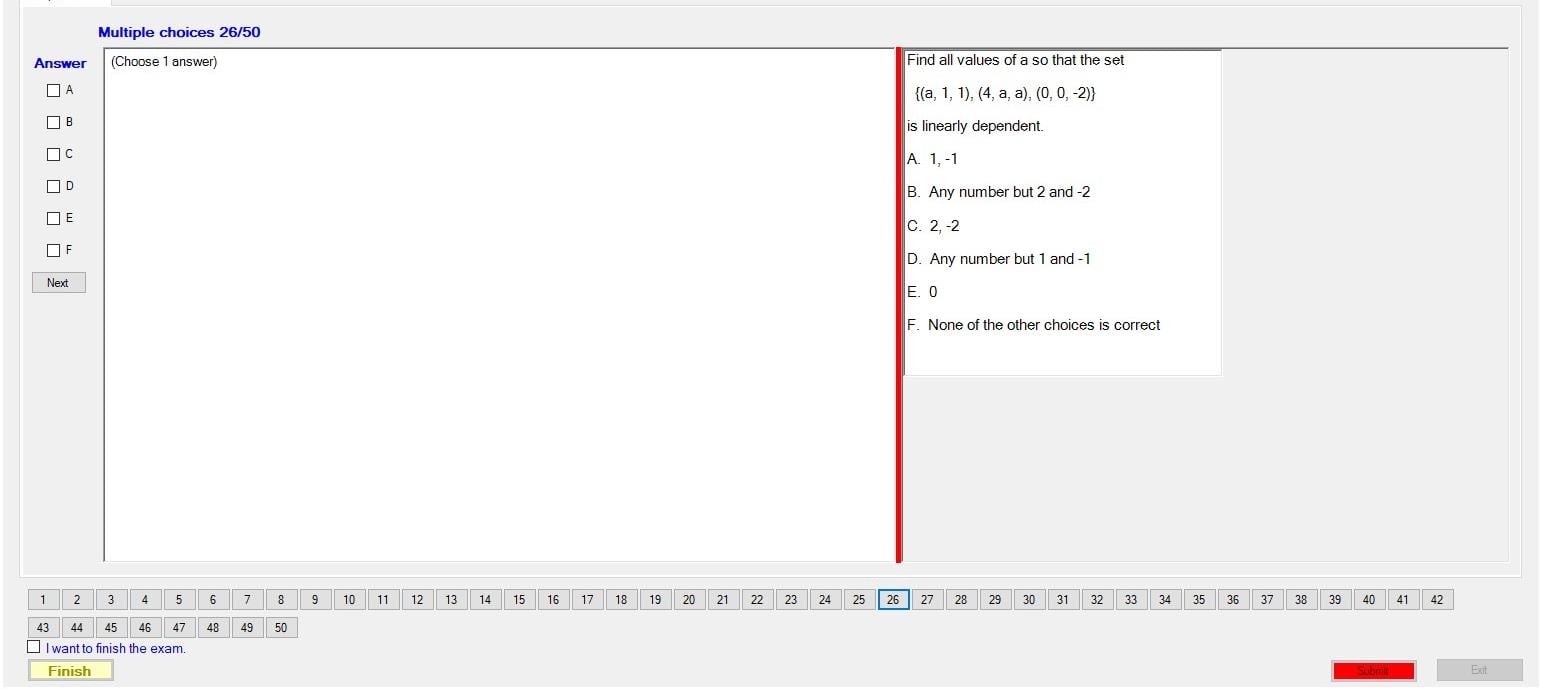 Multiple choices 26/50
Answer
(Choose 1 answer)
A
B
C
D
E
F
Next
Find all values of a so that the set
{(a, 1, 1), (4, a, a), (0, 0, -2)}
is linearly dependent.
A. 1, -1
B. Any number but 2 and -2
C. 2, -2
D. Any number but 1 and -1
E. 0
F. None of the other choices is correct
1 2 3 4 5 6 7 8 9 10 11 12 13 14 15 16 17 18 19 20 21 22 23 24 25 26 27 28 29 30 31 32 33 34 35 36 37 38 39 40 41 42
43 44 45 46 47 48 49 50
I want to finish the exam.
Finish
Submit
Exit